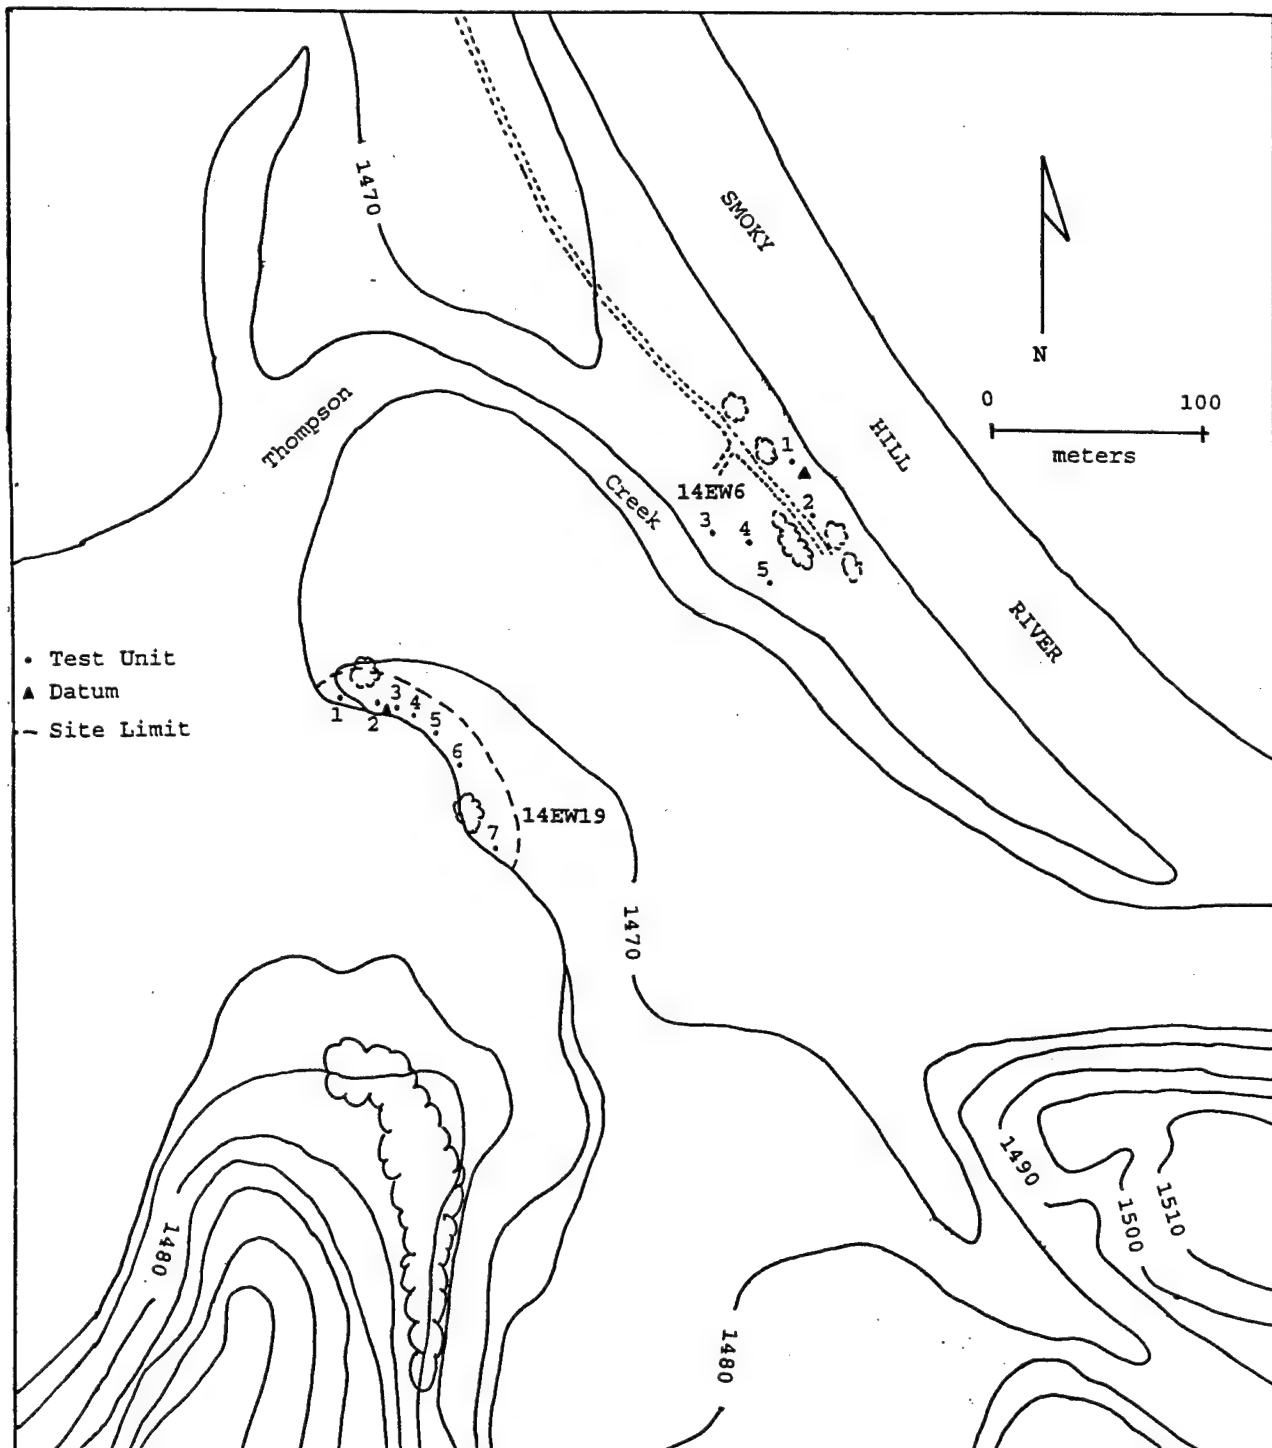 1470
SMOKY
N
0 100
meters
Thompson
HILL
1
14EW6
2
Creek
3
4
5
RIVER
• Test Unit
▲ Datum
-- Site Limit
1
2
3
4
5
6
14EW19
7
1470
1490
1480
1500
1510
1480